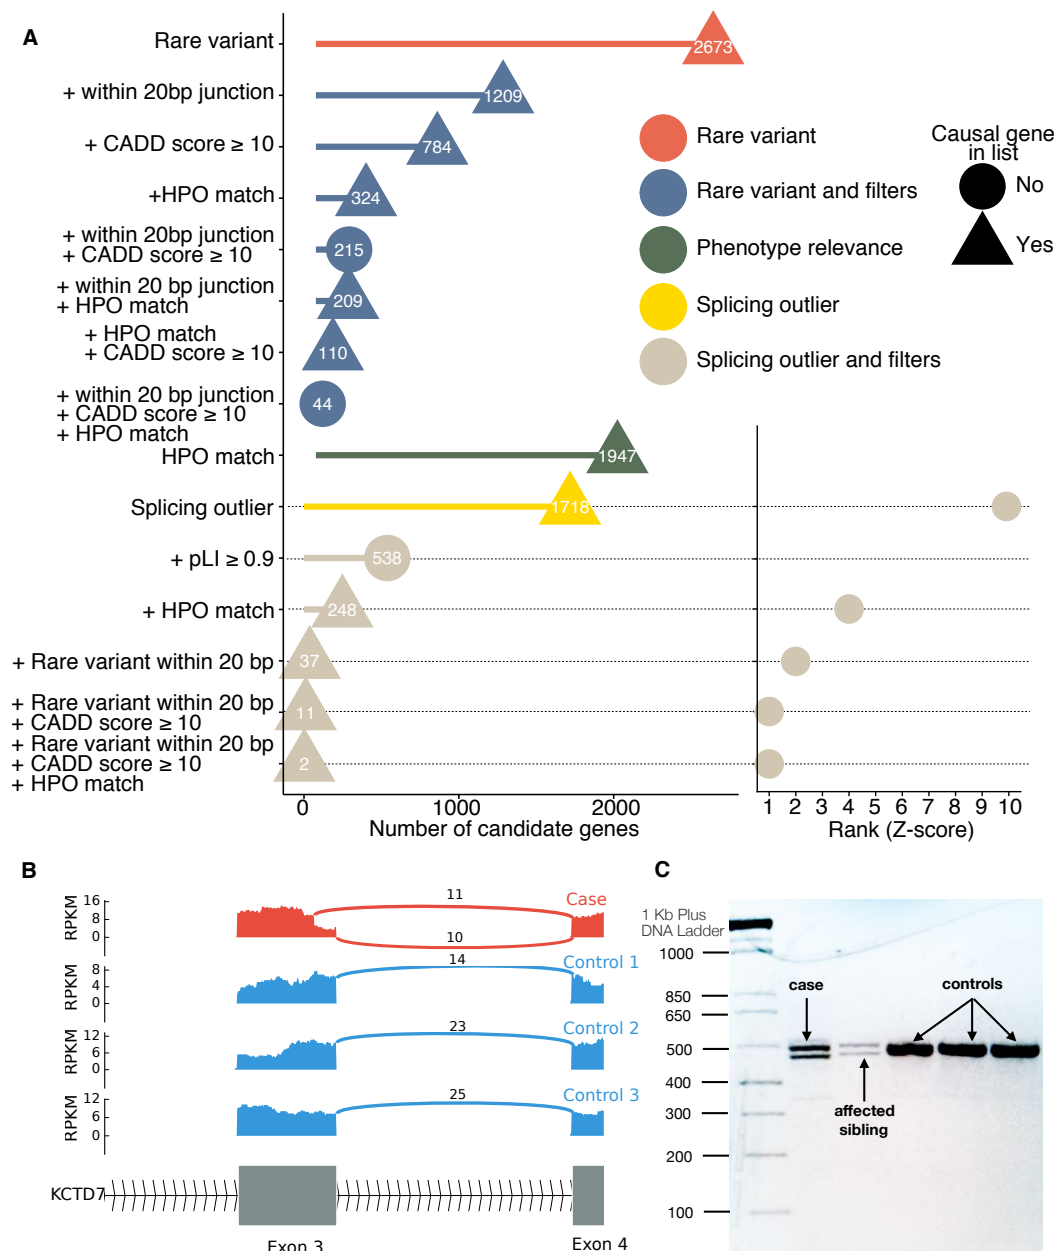 A
Rare variant
2673
+ within 20bp junction
1209
+ CADD score ≥ 10
784
+HPO match
324
+ within 20bp junction
+ CADD score ≥ 10
215
+ within 20 bp junction
+ HPO match
209
+ HPO match
+ CADD score ≥ 10
110
+ within 20 bp junction
+ CADD score ≥ 10
+ HPO match
44
HPO match
1947
Splicing outlier
1718
+ pLI ≥ 0.9
538
+ HPO match
248
+ Rare variant within 20 bp
37
+ Rare variant within 20 bp
+ CADD score ≥ 10
11
+ Rare variant within 20 bp
+ CADD score ≥ 10
+ HPO match
2
0 1000 2000
Number of candidate genes
Rare variant
Rare variant and filters
Phenotype relevance
Splicing outlier
Splicing outlier and filters
Causal gene
in list
No
Yes
1 2 3 4 5 6 7 8 9 10
Rank (Z-score)
B
RPKM
16
8
0
11
10
Case
RPKM
8
4
0
14
Control 1
RPKM
12
6
0
23
Control 2
RPKM
12
6
0
25
Control 3
KCTD7
Exon 3
Exon 4
C
1 Kb Plus
DNA Ladder
1000
850
650
500
400
300
200
100
case
controls
affected
sibling